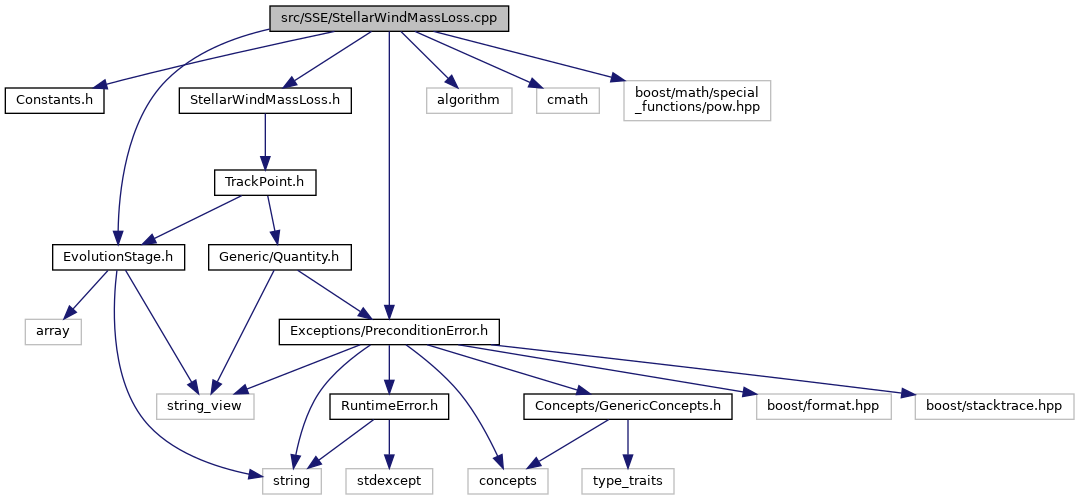 src/SSE/StellarWindMassLoss.cpp
Constants.h
StellarWindMassLoss.h
algorithm
cmath
boost/math/special
_functions/pow.hpp
TrackPoint.h
EvolutionStage.h
Generic/Quantity.h
array
Exceptions/PreconditionError.h
string_view
RuntimeError.h
Concepts/GenericConcepts.h
boost/format.hpp
boost/stacktrace.hpp
string
stdexcept
concepts
type_traits